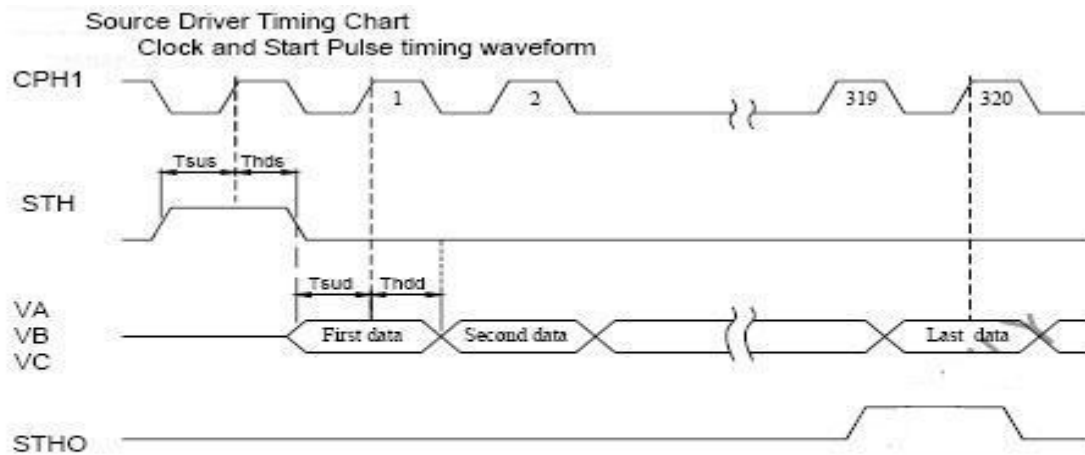 Source Driver Timing Chart
Clock and Start Pulse timing waveform
CPH1
1
2
319
320
Tsus
Thds
STH
Tsud
Thdd
VA
VB
VC
First data
Second data
Last data
STHO